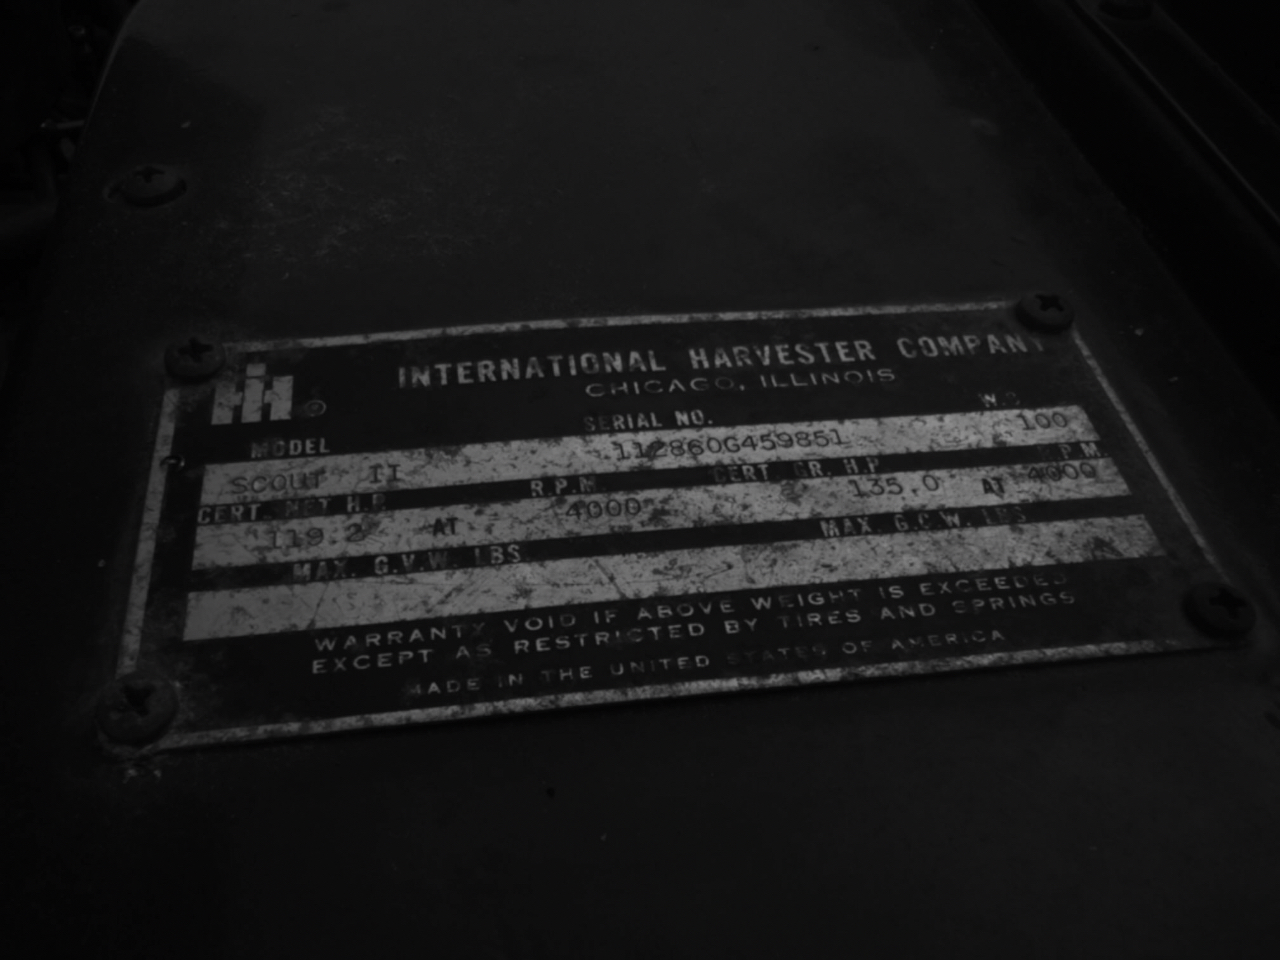 IH ®
INTERNATIONAL HARVESTER COMPANY
CHICAGO, ILLINOIS
MODEL SERIAL NO. W.B.
SCOUT II 112860G459851 100
CERT. NET H.P. R.P.M. CERT. GR. H.P. R.P.M.
119.2 AT 4000 135.0 AT 4000
MAX. G.V.W. LBS MAX. G.C.W. LBS
WARRANTY VOID IF ABOVE WEIGHT IS EXCEEDED
EXCEPT AS RESTRICTED BY TIRES AND SPRINGS
MADE IN THE UNITED STATES OF AMERICA